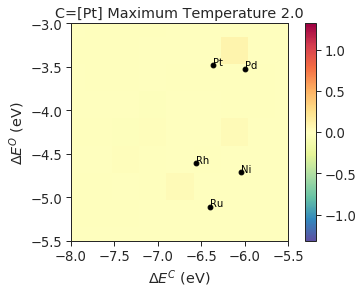 C=[Pt] Maximum Temperature 2.0
−3.0
−3.5
−4.0
−4.5
−5.0
−5.5
ΔE^O (eV)
Pt
Pd
Rh
Ni
Ru
−8.0 −7.5 −7.0 −6.5 −6.0 −5.5
ΔE^C (eV)
1.0
0.5
0.0
−0.5
−1.0